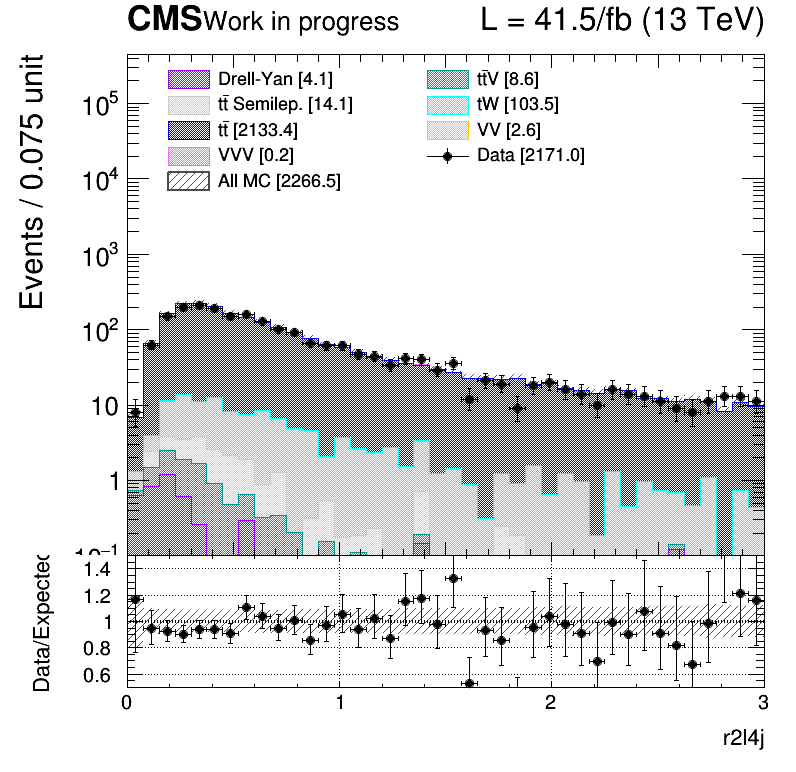 CMS Work in progress L = 41.5/fb (13 TeV)
Events / 0.075 unit
Drell-Yan [4.1]
tt̄ Semilep. [14.1]
tt̄ [2133.4]
VVV [0.2]
All MC [2266.5]
tt̄V [8.6]
tW [103.5]
VV [2.6]
Data [2171.0]
10⁵
10⁴
10³
10²
10
1
10⁻¹
Data/Expected
1.4
1.2
1
0.8
0.6
0 1 2 3
r2l4j